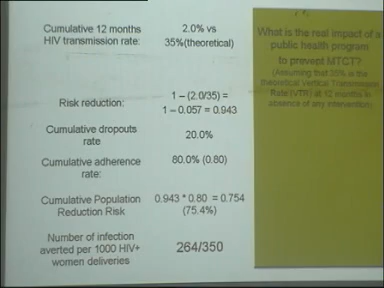 Cumulative 12 months
HIV transmission rate:
2.0% vs
35%(theoretical)
Risk reduction:
1 – (2.0/35) =
1 – 0.057 = 0.943
Cumulative dropouts
rate
20.0%
Cumulative adherence
rate:
80.0% (0.80)
Cumulative Population
Reduction Risk
0.943 * 0.80 = 0.754
(75.4%)
Number of infection
averted per 1000 HIV+
women deliveries
264/350
What is the real impact of a
public health program
to prevent MTCT?
(Assuming that 35% is the
theoretical Vertical Transmission
Rate (VTR) at 12 months in
absence of any intervention)